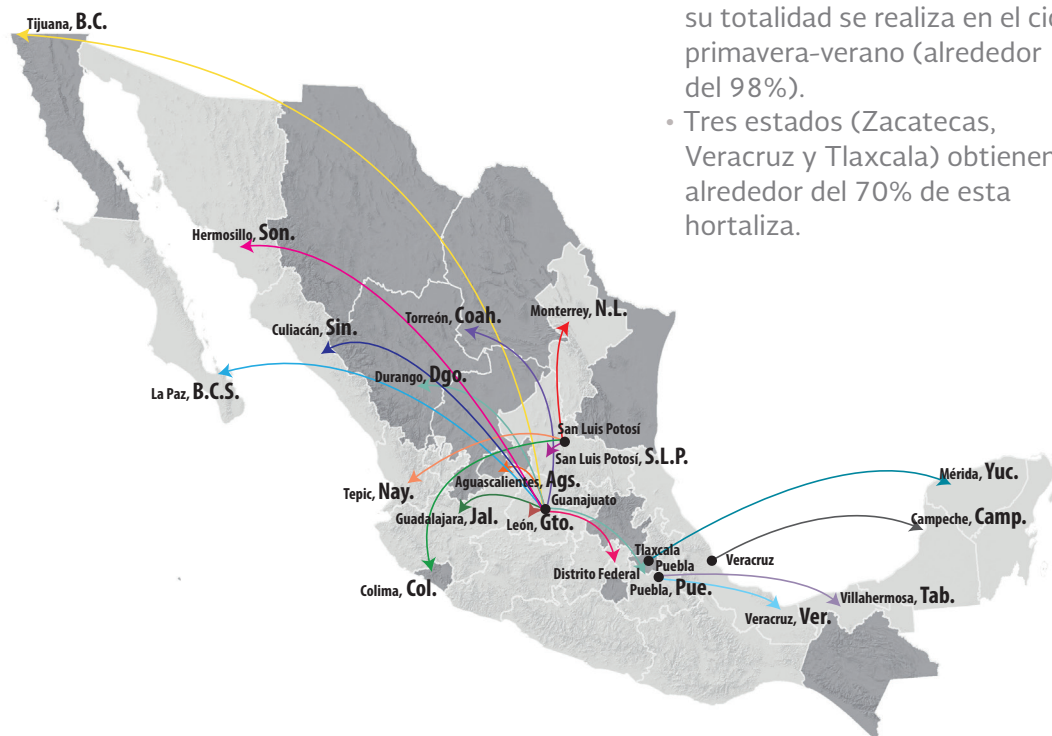 su totalidad se realiza en el
primavera-verano (alrededor
del 98%).
• Tres estados (Zacatecas,
Veracruz y Tlaxcala) obtienen
alrededor del 70% de esta
hortaliza.
Tijuana, B.C.
Hermosillo, Son.
Torreón, Coah.
Monterrey, N.L.
Culiacán, Sin.
Durango, Dgo.
La Paz, B.C.S.
San Luis Potosí
San Luis Potosí, S.L.P.
Aguascalientes, Ags.
Tepic, Nay.
Guanajuato
Guadalajara, Jal.
León, Gto.
Mérida, Yuc.
Campeche, Camp.
Tlaxcala
Veracruz
Puebla
Distrito Federal
Puebla, Pue.
Colima, Col.
Villahermosa, Tab.
Veracruz, Ver.